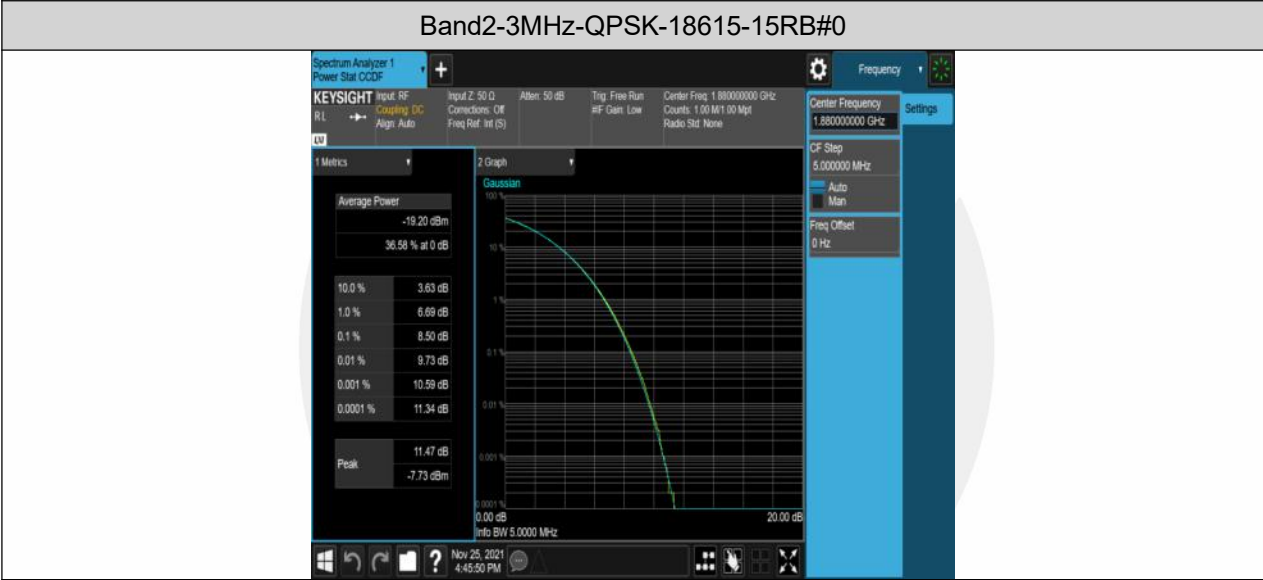 Band2-3MHz-QPSK-18615-15RB#0
Spectrum Analyzer 1
Power Stat CCDF
+
Frequency
KEYSIGHT
R L
Input: RF
Coupling: DC
Align: Auto
Input Z: 50 Ω
Corrections: Off
Freq Ref: Int (S)
Atten: 50 dB
Trig: Free Run
#IF Gain: Low
Center Freq: 1.880000000 GHz
Counts: 1.00 M/1.00 Mpt
Radio Std: None
Center Frequency
1.880000000 GHz
Settings
CF Step
5.000000 MHz
Auto
Man
Freq Offset
0 Hz
1 Metrics
Average Power
-19.20 dBm
36.58 % at 0 dB
10.0 % 3.63 dB
1.0 % 6.69 dB
0.1 % 8.50 dB
0.01 % 9.73 dB
0.001 % 10.59 dB
0.0001 % 11.34 dB
Peak
11.47 dB
-7.73 dBm
2 Graph
Gaussian
100 %
10 %
1 %
0.1 %
0.01 %
0.001 %
0.0001 %
0.00 dB
20.00 dB
Info BW 5.0000 MHz
?
Nov 25, 2021
4:45:50 PM